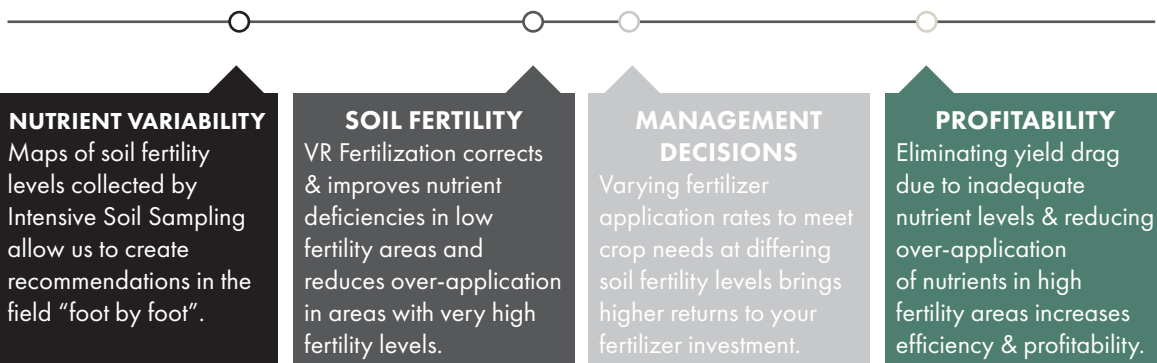 NUTRIENT VARIABILITY
Maps of soil fertility
levels collected by
Intensive Soil Sampling
allow us to create
recommendations in the
field “foot by foot”.
SOIL FERTILITY
VR Fertilization corrects
& improves nutrient
deficiencies in low
fertility areas and
reduces over-application
in areas with very high
fertility levels.
MANAGEMENT
DECISIONS
Varying fertilizer
application rates to meet
crop needs at differing
soil fertility levels brings
higher returns to your
fertilizer investment.
PROFITABILITY
Eliminating yield drag
due to inadequate
nutrient levels & reducing
over-application
of nutrients in high
fertility areas increases
efficiency & profitability.